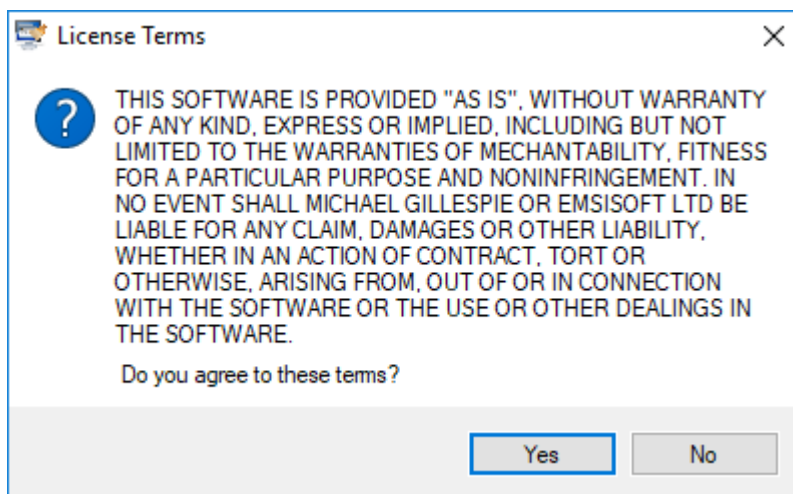 License Terms
THIS SOFTWARE IS PROVIDED "AS IS", WITHOUT WARRANTY
OF ANY KIND, EXPRESS OR IMPLIED, INCLUDING BUT NOT
LIMITED TO THE WARRANTIES OF MECHANTABILITY, FITNESS
FOR A PARTICULAR PURPOSE AND NONINFRINGEMENT. IN
NO EVENT SHALL MICHAEL GILLESPIE OR EMSISOFT LTD BE
LIABLE FOR ANY CLAIM, DAMAGES OR OTHER LIABILITY,
WHETHER IN AN ACTION OF CONTRACT, TORT OR
OTHERWISE, ARISING FROM, OUT OF OR IN CONNECTION
WITH THE SOFTWARE OR THE USE OR OTHER DEALINGS IN
THE SOFTWARE.
Do you agree to these terms?
Yes No